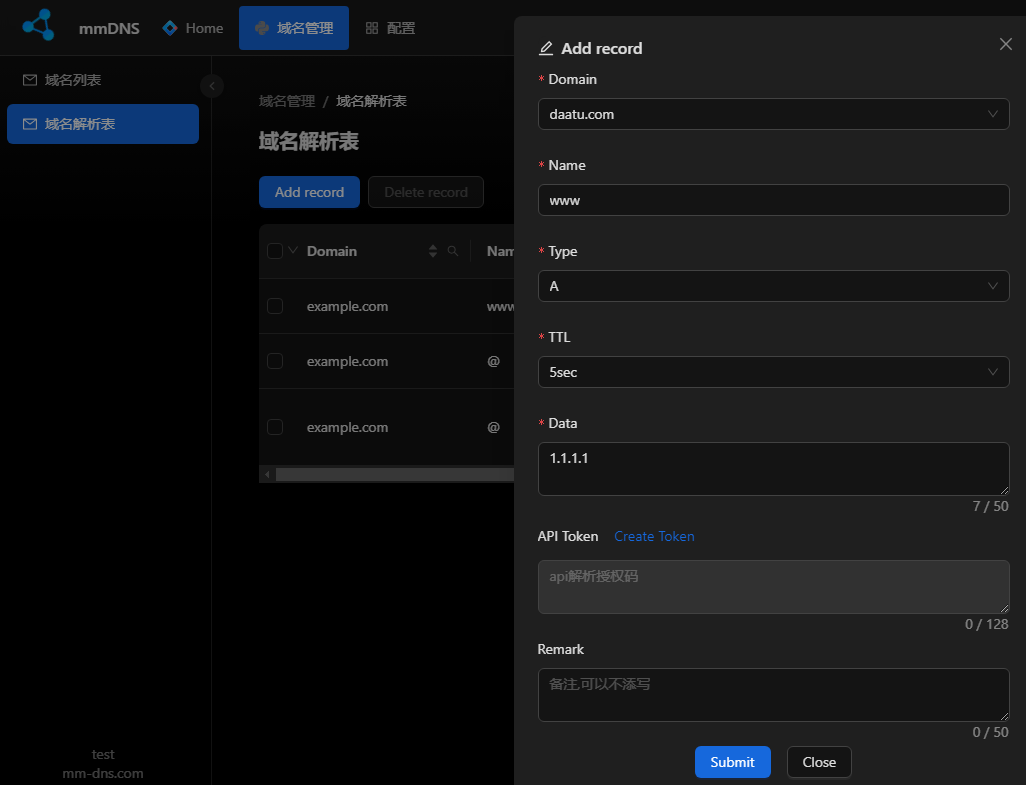 mmDNS
Home
域名管理
配置
域名列表
域名解析表
域名管理 / 域名解析表
域名解析表
Add record
Delete record
Domain
Nam
example.com
www
example.com
@
example.com
@
test
mm-dns.com
Add record
* Domain
daatu.com
* Name
www
* Type
A
* TTL
5sec
* Data
1.1.1.1
7 / 50
API Token Create Token
api解析授权码
0 / 128
Remark
备注,可以不添写
0 / 50
Submit
Close